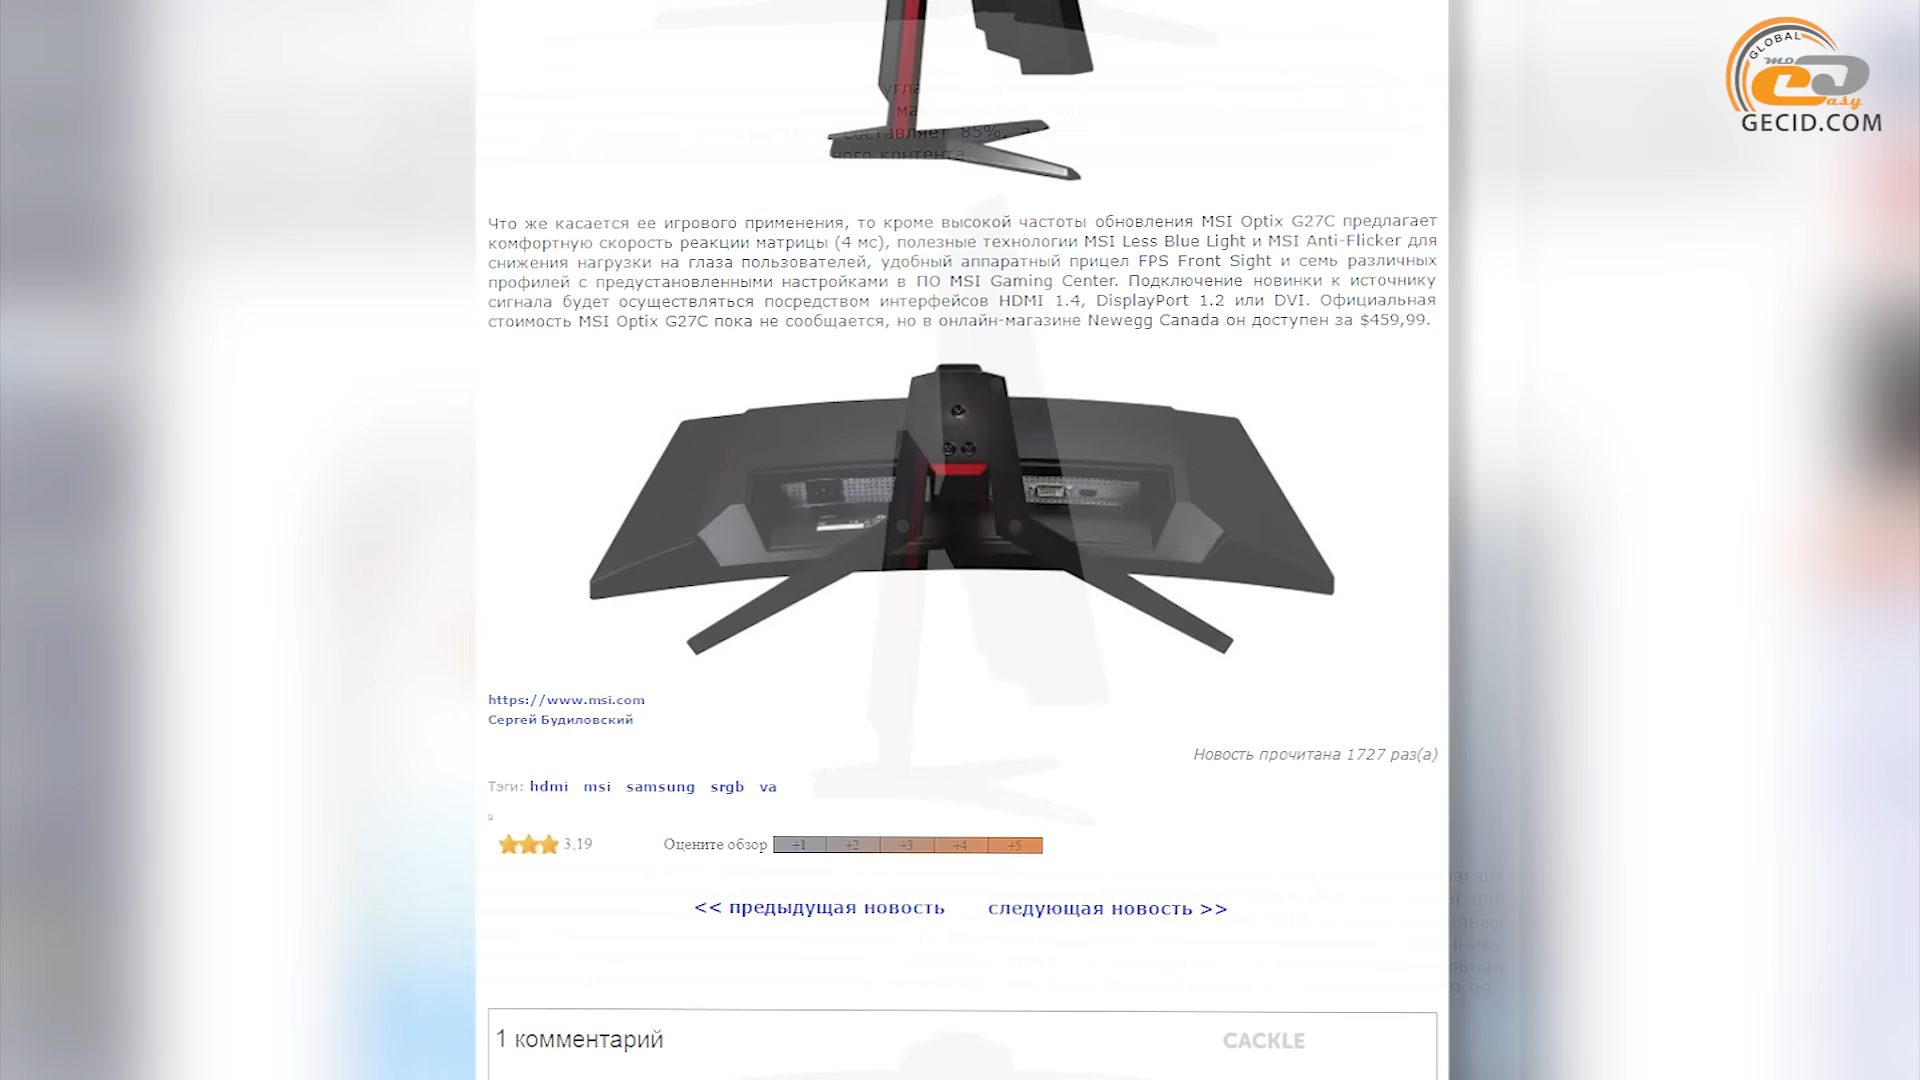 GLOBAL
mo
easy
GECID.COM
составляет 85%, а
ного контента
Что же касается ее игрового применения, то кроме высокой частоты обновления MSI Optix G27C предлагает
комфортную скорость реакции матрицы (4 мс), полезные технологии MSI Less Blue Light и MSI Anti-Flicker для
снижения нагрузки на глаза пользователей, удобный аппаратный прицел FPS Front Sight и семь различных
профилей с предустановленными настройками в ПО MSI Gaming Center. Подключение новинки к источнику
сигнала будет осуществляться посредством интерфейсов HDMI 1.4, DisplayPort 1.2 или DVI. Официальная
стоимость MSI Optix G27C пока не сообщается, но в онлайн-магазине Newegg Canada он доступен за $459,99.
https://www.msi.com
Сергей Будиловский
Новость прочитана 1727 раз(а)
Тэги: hdmi msi samsung srgb va
3,19 Оцените обзор +1 +2 +3 +4 +5
<< предыдущая новость следующая новость >>
1 комментарий CACKLE